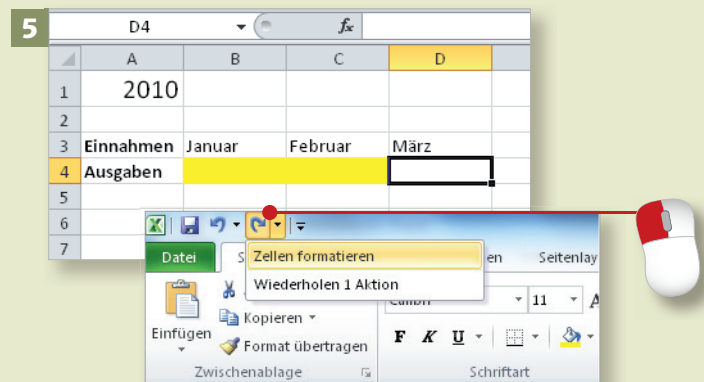 5
D4 fx
A B C D
1 2010
2
3 Einnahmen Januar Februar März
4 Ausgaben
5
6
7
Datei S Zellen formatieren en Seitenlay
Wiederholen 1 Aktion
11 A
Einfügen Kopieren
F K U
Format übertragen
Zwischenablage Schriftart